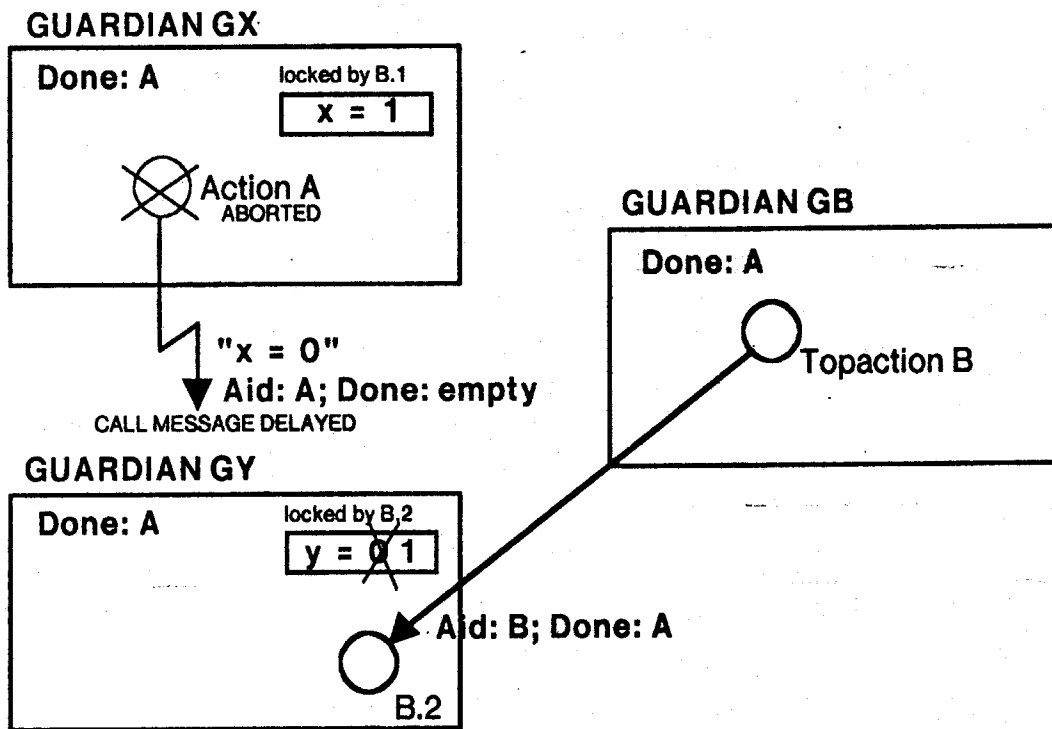 GUARDIAN GX
Done: A
locked by B.1
x = 1
Action A
ABORTED
"x = 0"
Aid: A; Done: empty
CALL MESSAGE DELAYED
GUARDIAN GB
Done: A
Topaction B
GUARDIAN GY
Done: A
locked by B.2
y = 0 1
Aid: B; Done: A
B.2